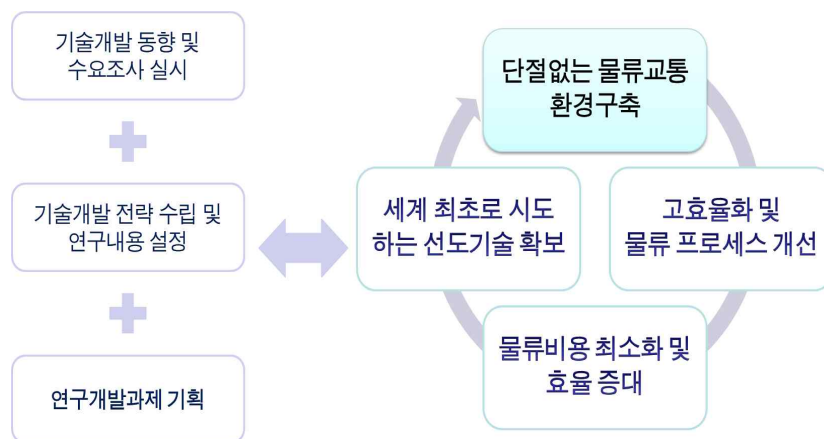 기술개발 동향 및
수요조사 실시
기술개발 전략 수립 및
연구내용 설정
연구개발과제 기획
단절없는 물류교통
환경구축
세계 최초로 시도
하는 선도기술 확보
고효율화 및
물류 프로세스 개선
물류비용 최소화 및
효율 증대